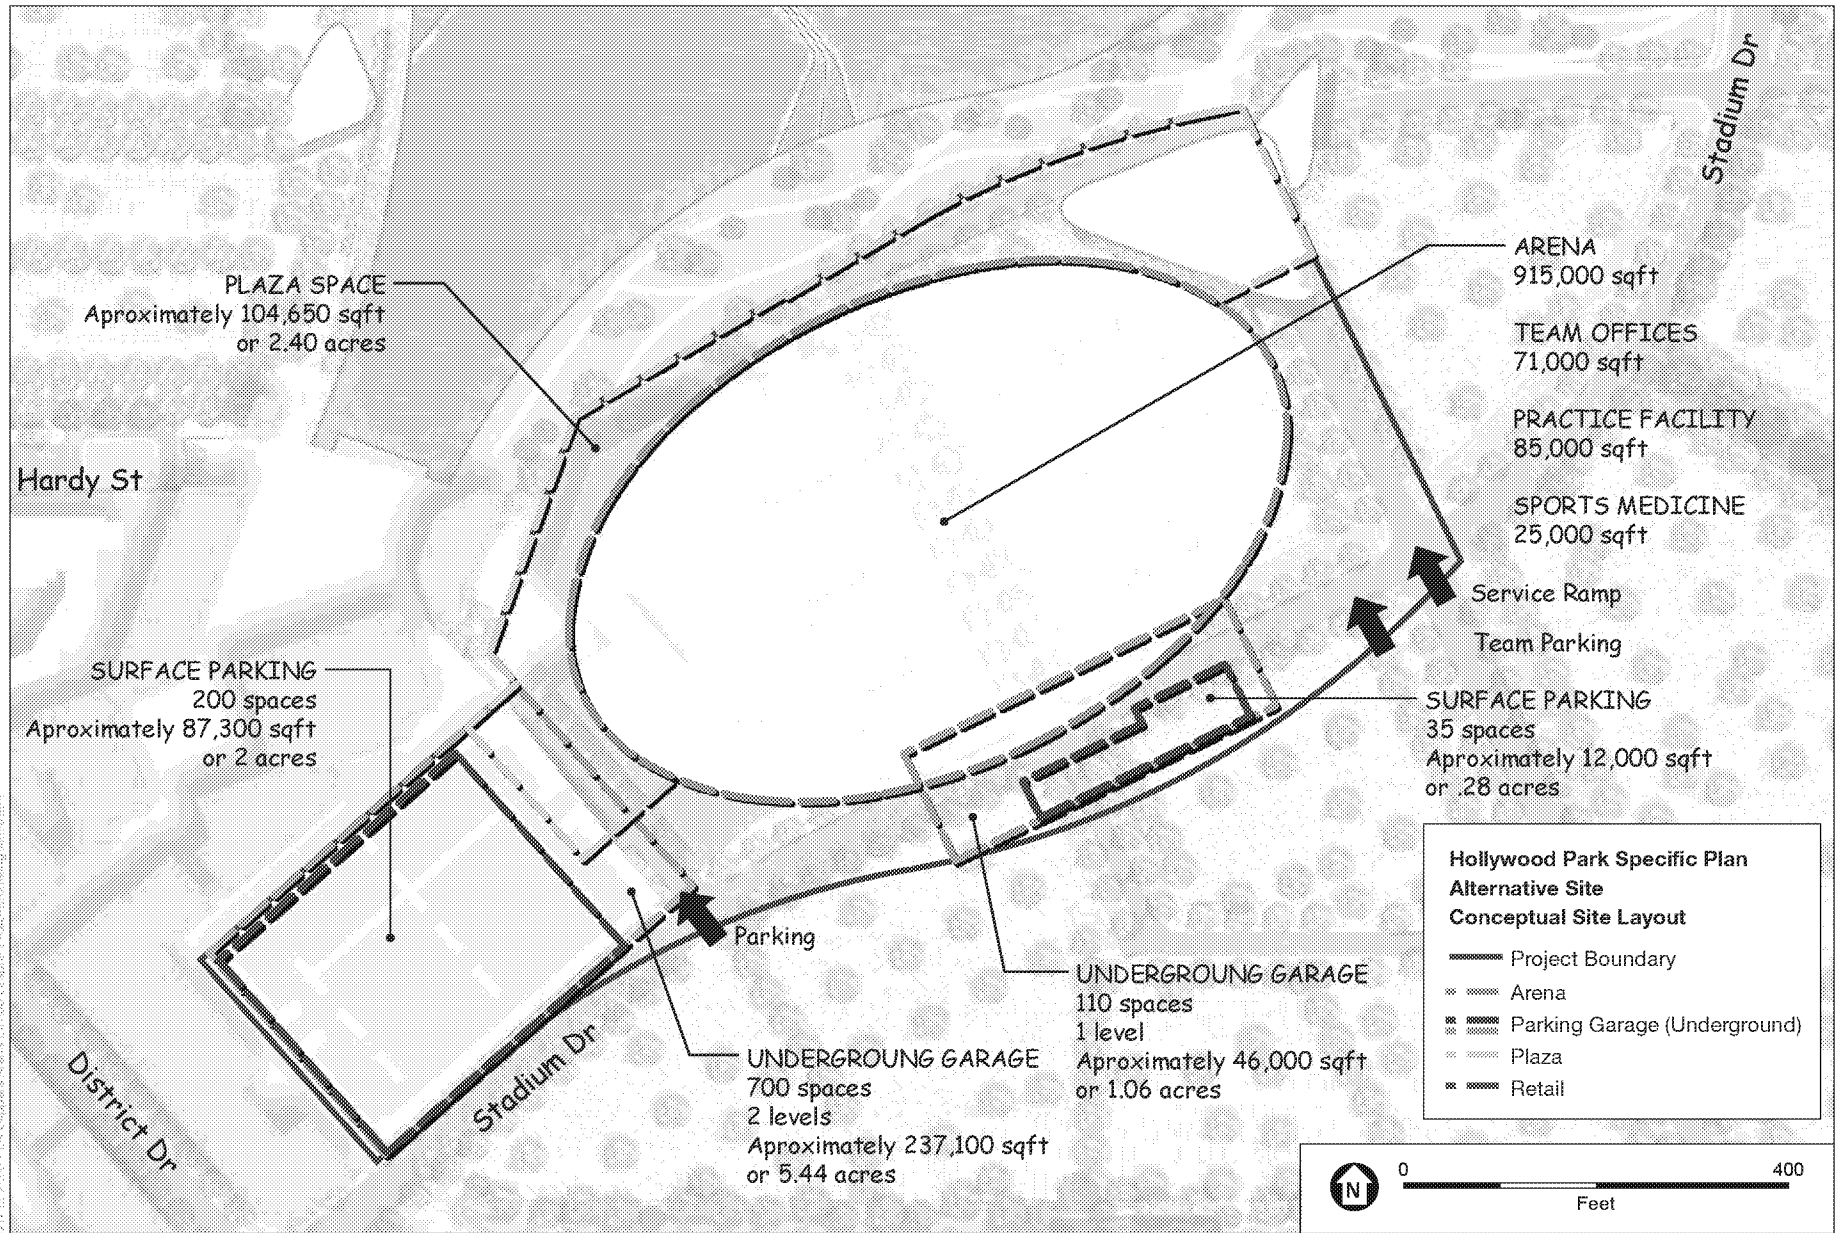 Stadium Dr
ARENA
915,000 sqft
TEAM OFFICES
71,000 sqft
PRACTICE FACILITY
85,000 sqft
SPORTS MEDICINE
25,000 sqft
PLAZA SPACE
Aproximately 104,650 sqft
or 2.40 acres
Hardy St
Service Ramp
Team Parking
SURFACE PARKING
200 spaces
Aproximately 87,300 sqft
or 2 acres
SURFACE PARKING
35 spaces
Aproximately 12,000 sqft
or .28 acres
Parking
UNDERGROUNG GARAGE
110 spaces
1 level
Aproximately 46,000 sqft
or 1.06 acres
UNDERGROUNG GARAGE
700 spaces
2 levels
Aproximately 237,100 sqft
or 5.44 acres
Stadium Dr
District Dr
Hollywood Park Specific Plan
Alternative Site
Conceptual Site Layout
Project Boundary
Arena
Parking Garage (Underground)
Plaza
Retail
N
0 400
Feet